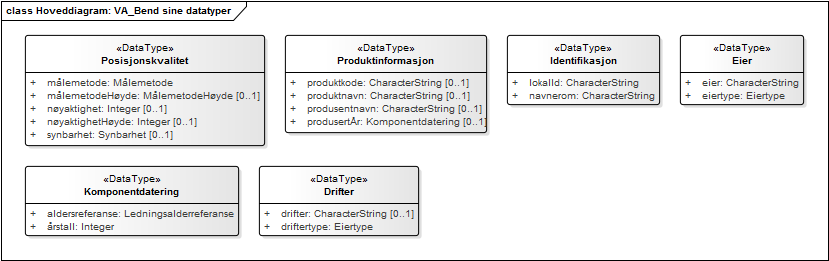 class Hoveddiagram: VA_Bend sine datatyper
«DataType»
Posisjonskvalitet
+ målemetode: Målemetode
+ målemetodeHøyde: MålemetodeHøyde [0..1]
+ nøyaktighet: Integer [0..1]
+ nøyaktighetHøyde: Integer [0..1]
+ synbarhet: Synbarhet [0..1]
«DataType»
Produktinformasjon
+ produktkode: CharacterString [0..1]
+ produktnavn: CharacterString [0..1]
+ produsentnavn: CharacterString [0..1]
+ produsertÅr: Komponentdatering [0..1]
«DataType»
Identifikasjon
+ lokalId: CharacterString
+ navnerom: CharacterString
«DataType»
Eier
+ eier: CharacterString
+ eiertype: Eiertype
«DataType»
Komponentdatering
+ aldersreferanse: Ledningsalderreferanse
+ årstall: Integer
«DataType»
Drifter
+ drifter: CharacterString [0..1]
+ driftertype: Eiertype